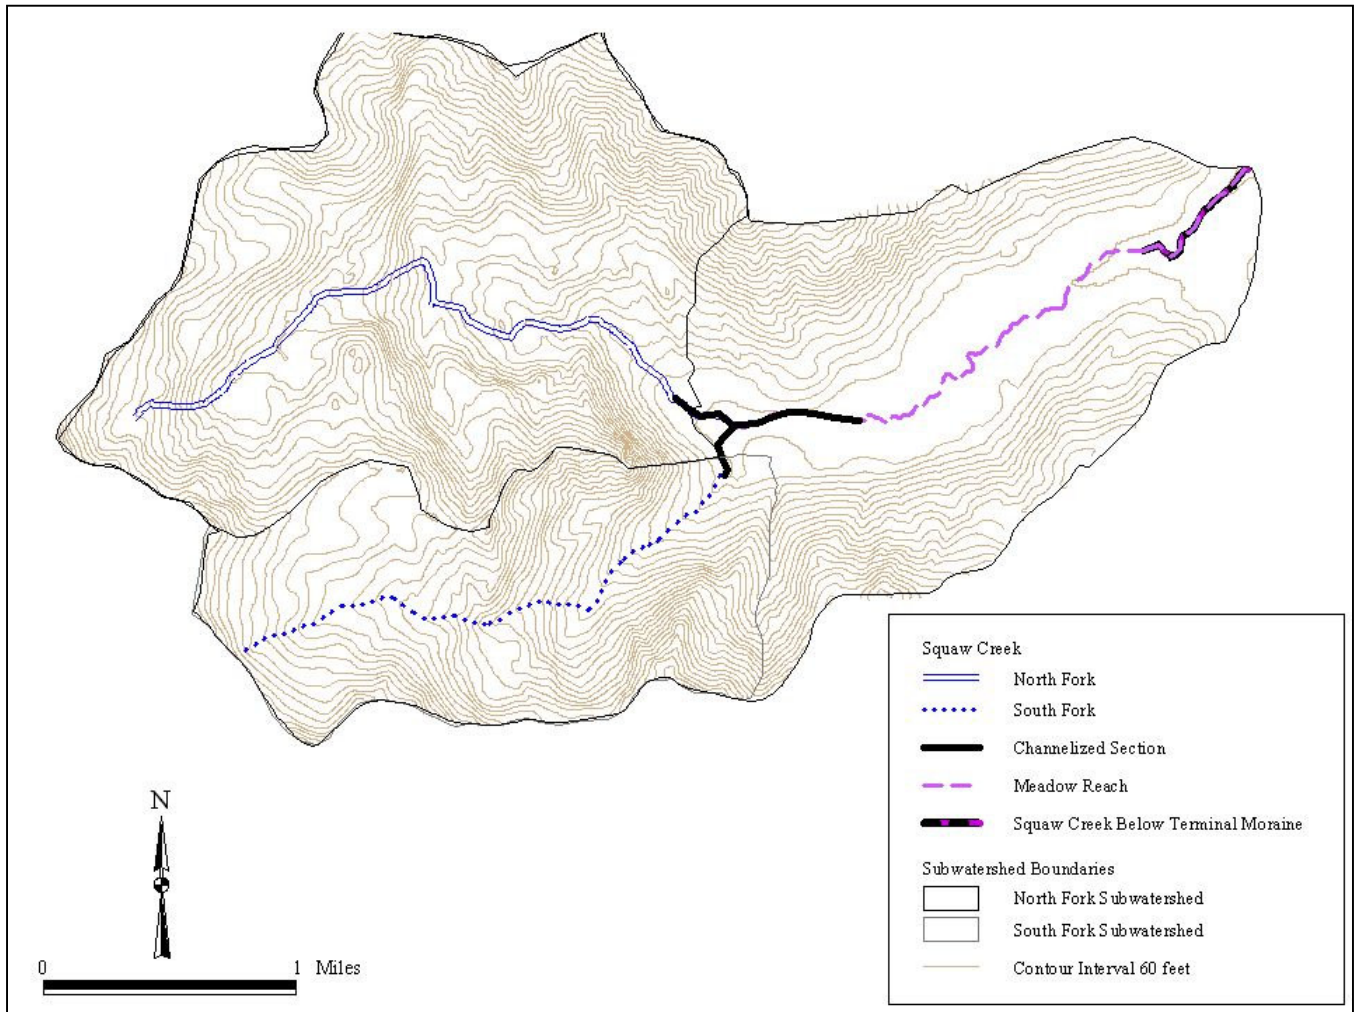 Squaw Creek
North Fork
South Fork
Channelized Section
Meadow Reach
Squaw Creek Below Terminal Moraine
Subwatershed Boundaries
North Fork Subwatershed
South Fork Subwatershed
Contour Interval 60 feet
N
0 1 Miles